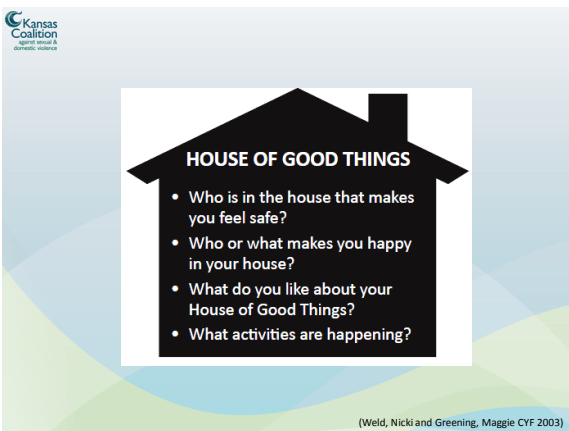 Kansas
Coalition
against sexual &
domestic violence
HOUSE OF GOOD THINGS
• Who is in the house that makes
you feel safe?
• Who or what makes you happy
in your house?
• What do you like about your
House of Good Things?
• What activities are happening?
(Weld, Nicki and Greening, Maggie CYF 2003)